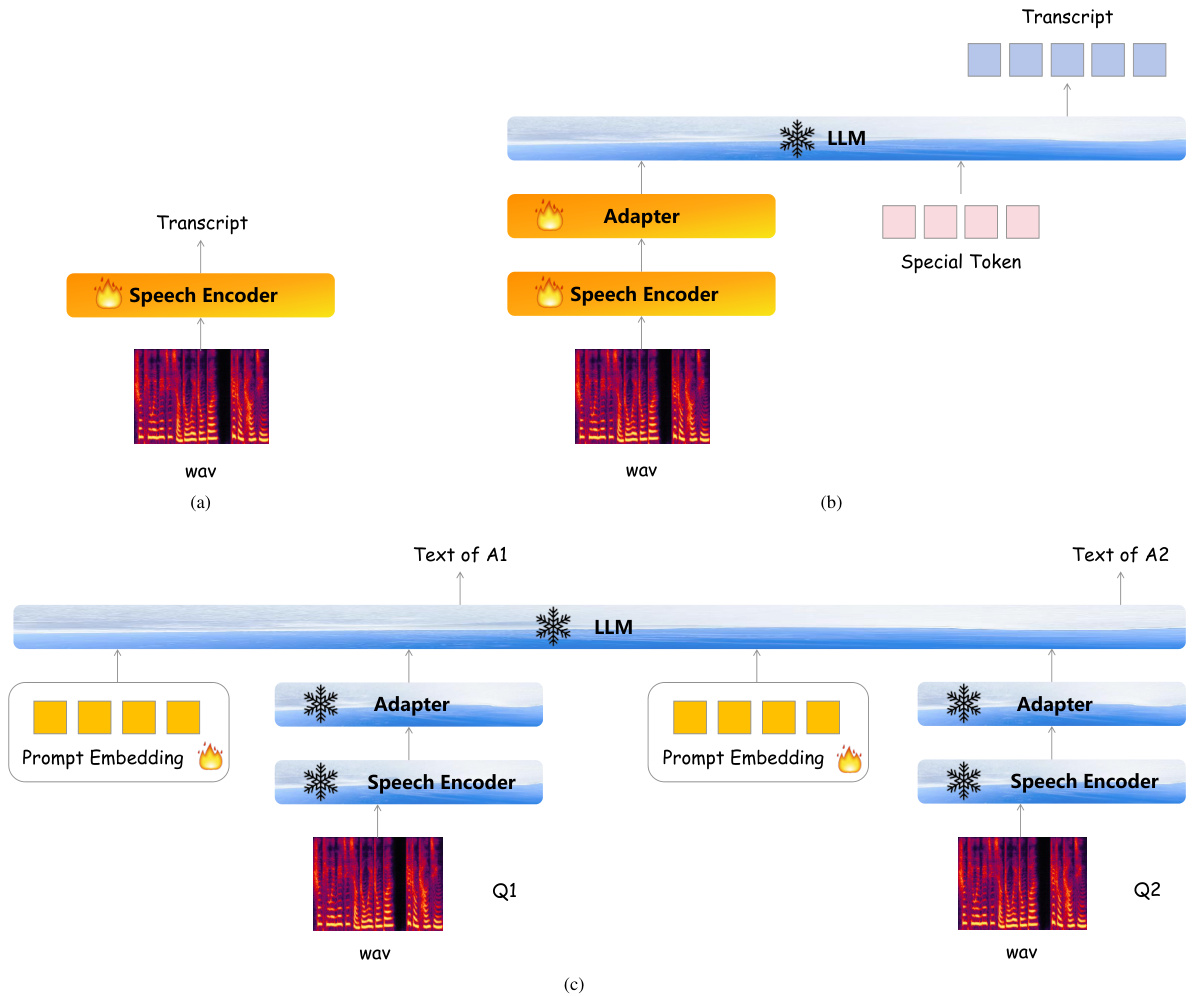 Transcript
Speech Encoder
wav
(a)
Transcript
LLM
Adapter
Special Token
Speech Encoder
wav
(b)
Text of A1
Text of A2
LLM
Prompt Embedding
Adapter
Speech Encoder
Q1
wav
Prompt Embedding
Adapter
Speech Encoder
Q2
wav
(c)